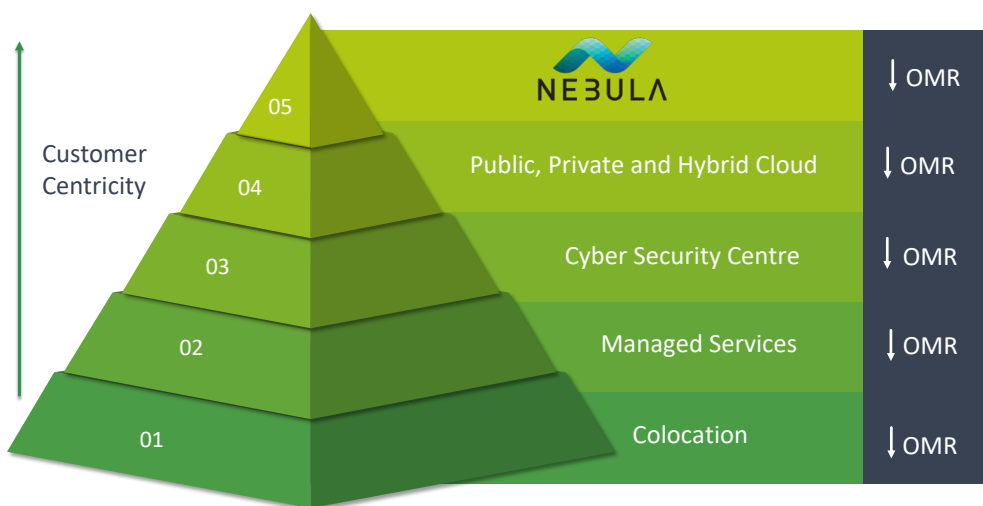 NEBULA
05
↓ OMR
Customer
Centricity
04
Public, Private and Hybrid Cloud
↓ OMR
03
Cyber Security Centre
↓ OMR
02
Managed Services
↓ OMR
01
Colocation
↓ OMR